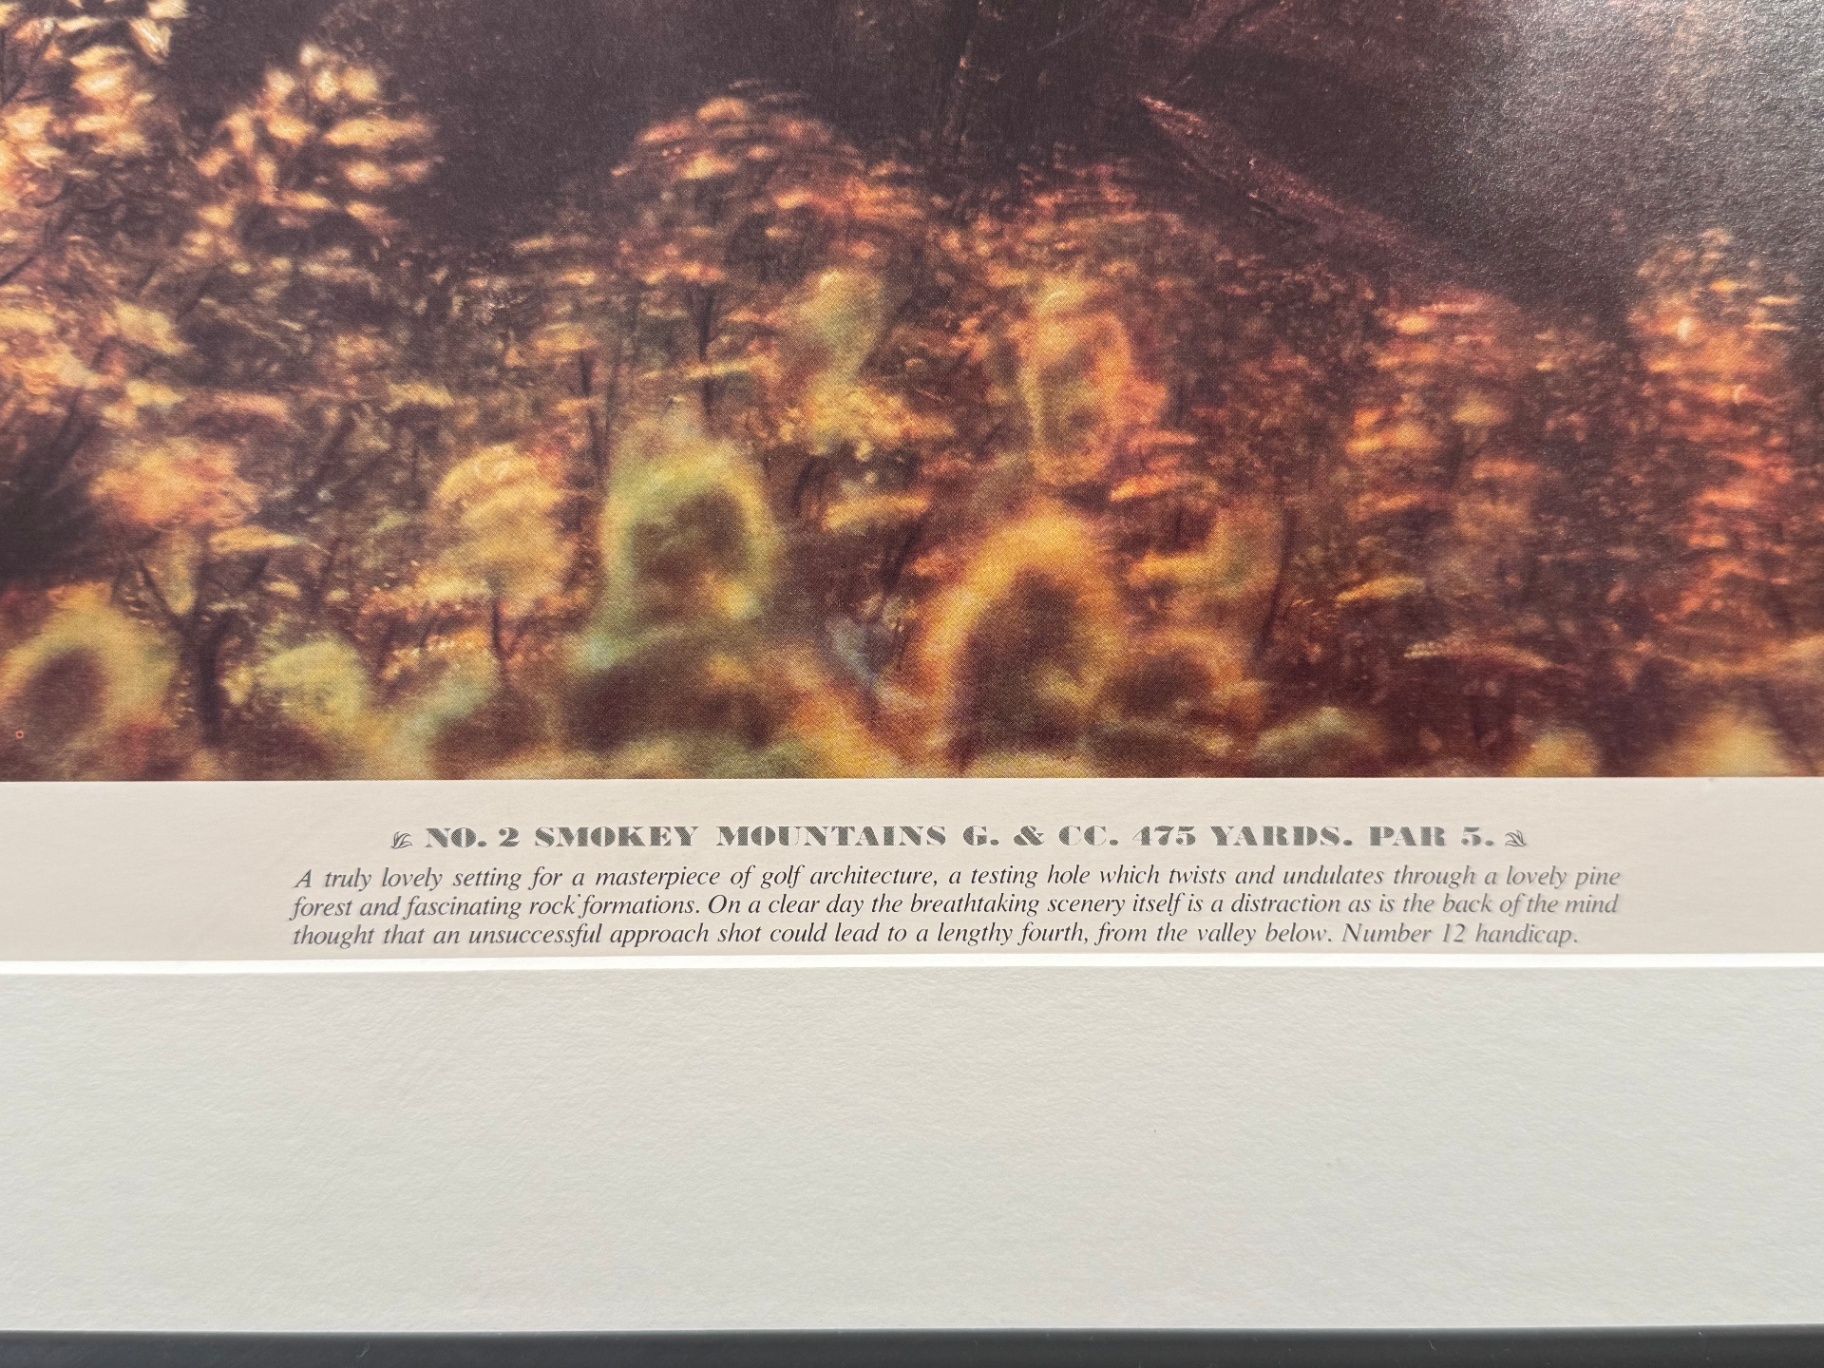 NO. 2 SMOKEY MOUNTAINS G. & CC. 475 YARDS. PAR 5.
A truly lovely setting for a masterpiece of golf architecture, a testing hole which twists and undulates through a lovely pine
forest and fascinating rock formations. On a clear day the breathtaking scenery itself is a distraction as is the back of the mind
thought that an unsuccessful approach shot could lead to a lengthy fourth, from the valley below. Number 12 handicap.